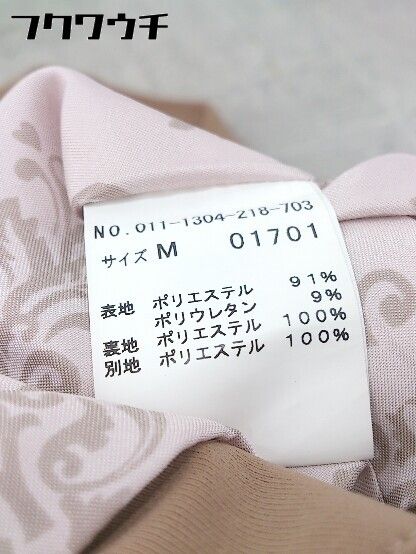 フクワウチ
NO.011-1304-218-703
サイズ M 01701
表地 ポリエステル 91%
ポリウレタン 9%
裏地 ポリエステル 100%
別地 ポリエステル 100%